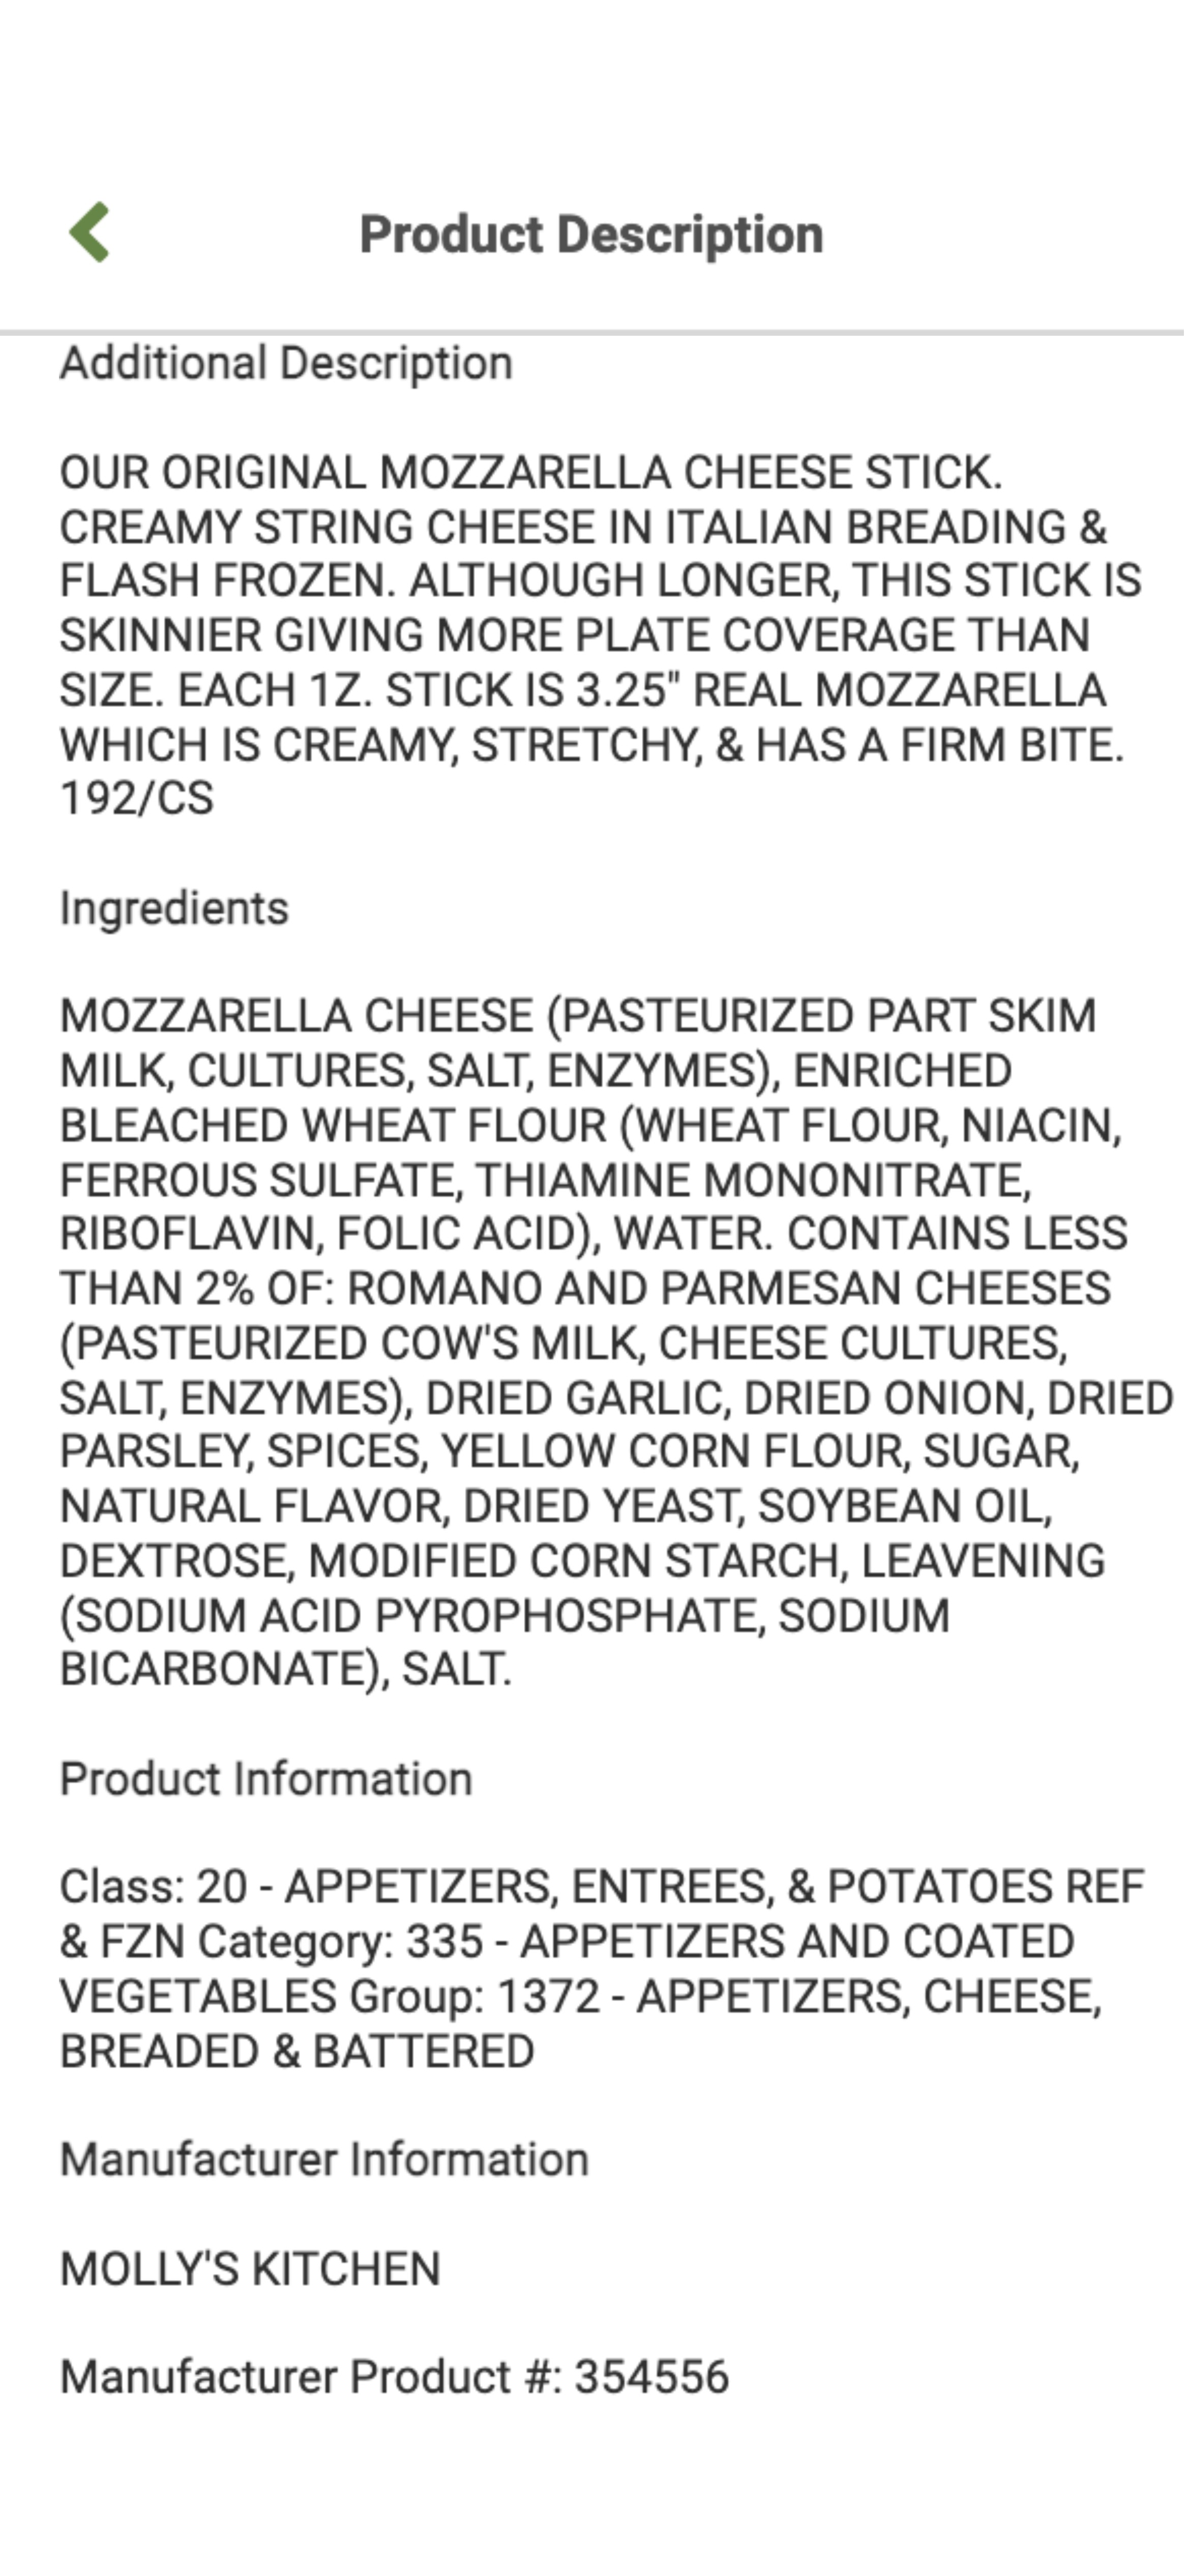 Product Description
Additional Description
OUR ORIGINAL MOZZARELLA CHEESE STICK.
CREAMY STRING CHEESE IN ITALIAN BREADING &
FLASH FROZEN. ALTHOUGH LONGER, THIS STICK IS
SKINNIER GIVING MORE PLATE COVERAGE THAN
SIZE. EACH 1Z. STICK IS 3.25" REAL MOZZARELLA
WHICH IS CREAMY, STRETCHY, & HAS A FIRM BITE.
192/CS
Ingredients
MOZZARELLA CHEESE (PASTEURIZED PART SKIM
MILK, CULTURES, SALT, ENZYMES), ENRICHED
BLEACHED WHEAT FLOUR (WHEAT FLOUR, NIACIN,
FERROUS SULFATE, THIAMINE MONONITRATE,
RIBOFLAVIN, FOLIC ACID), WATER. CONTAINS LESS
THAN 2% OF: ROMANO AND PARMESAN CHEESES
(PASTEURIZED COW'S MILK, CHEESE CULTURES,
SALT, ENZYMES), DRIED GARLIC, DRIED ONION, DRIED
PARSLEY, SPICES, YELLOW CORN FLOUR, SUGAR,
NATURAL FLAVOR, DRIED YEAST, SOYBEAN OIL,
DEXTROSE, MODIFIED CORN STARCH, LEAVENING
(SODIUM ACID PYROPHOSPHATE, SODIUM
BICARBONATE), SALT.
Product Information
Class: 20 - APPETIZERS, ENTREES, & POTATOES REF
& FZN Category: 335 - APPETIZERS AND COATED
VEGETABLES Group: 1372 - APPETIZERS, CHEESE,
BREADED & BATTERED
Manufacturer Information
MOLLY'S KITCHEN
Manufacturer Product #: 354556